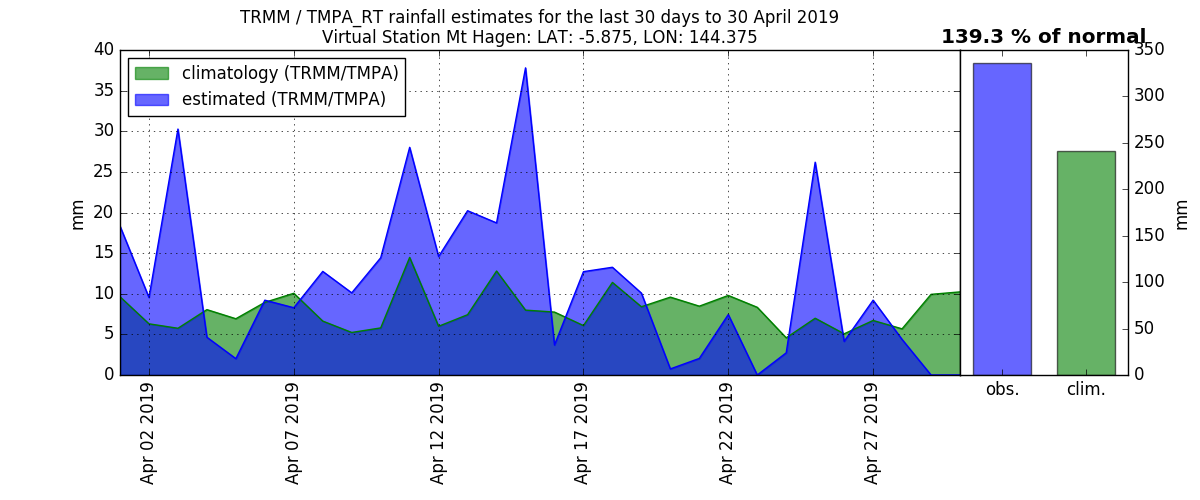 TRMM / TMPA_RT rainfall estimates for the last 30 days to 30 April 2019
Virtual Station Mt Hagen: LAT: -5.875, LON: 144.375
139.3 % of normal
climatology (TRMM/TMPA)
estimated (TRMM/TMPA)
40
35
30
25
20
15
10
5
0
mm
Apr 02 2019
Apr 07 2019
Apr 12 2019
Apr 17 2019
Apr 22 2019
Apr 27 2019
obs.
clim.
350
300
250
200
150
100
50
0
mm